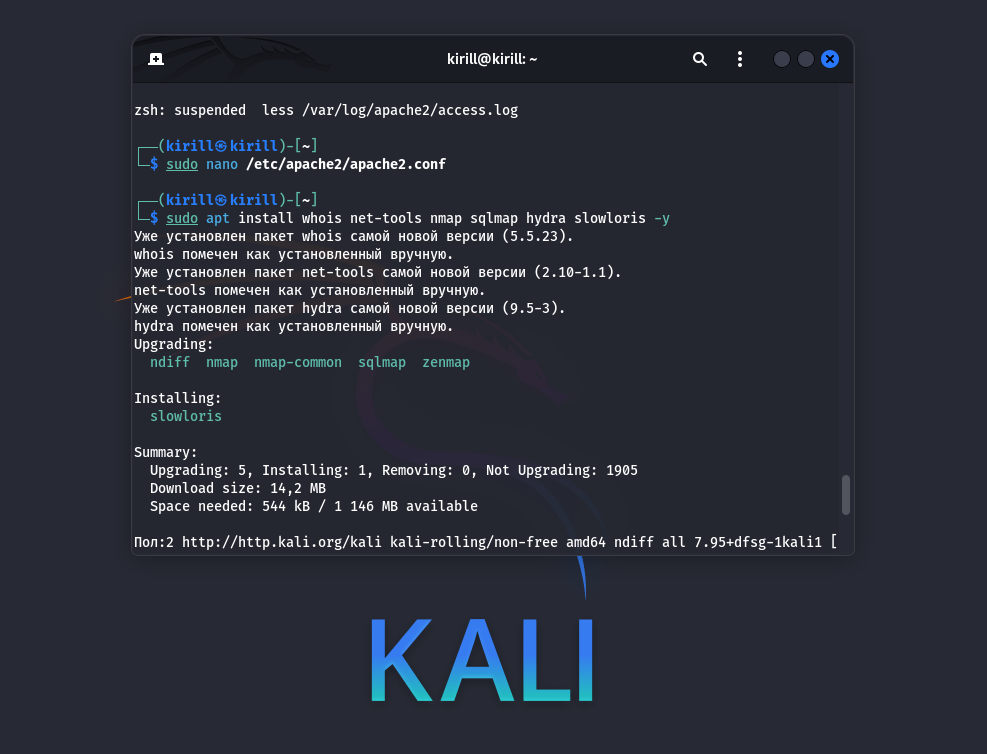 kirill@kirill: ~
zsh: suspended  less /var/log/apache2/access.log
┌──(kirill㉿kirill)-[~]
└─$ sudo nano /etc/apache2/apache2.conf
┌──(kirill㉿kirill)-[~]
└─$ sudo apt install whois net-tools nmap sqlmap hydra slowloris -y
Уже установлен пакет whois самой новой версии (5.5.23).
whois помечен как установленный вручную.
Уже установлен пакет net-tools самой новой версии (2.10-1.1).
net-tools помечен как установленный вручную.
Уже установлен пакет hydra самой новой версии (9.5-3).
hydra помечен как установленный вручную.
Upgrading:
  ndiff  nmap  nmap-common  sqlmap  zenmap
Installing:
  slowloris
Summary:
  Upgrading: 5, Installing: 1, Removing: 0, Not Upgrading: 1905
  Download size: 14,2 MB
  Space needed: 544 kB / 1 146 MB available
Пол:2 http://http.kali.org/kali kali-rolling/non-free amd64 ndiff all 7.95+dfsg-1kali1 [
KALI